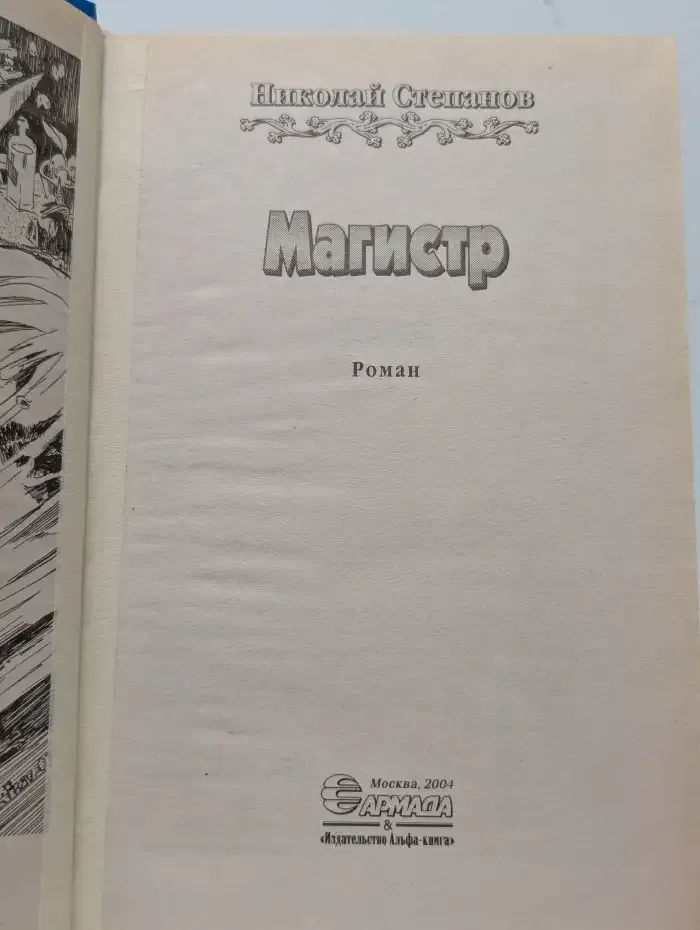 Николай Степанов
Магистр
Роман
Москва, 2004
АРМАДА
&
«Издательство Альфа-книга»